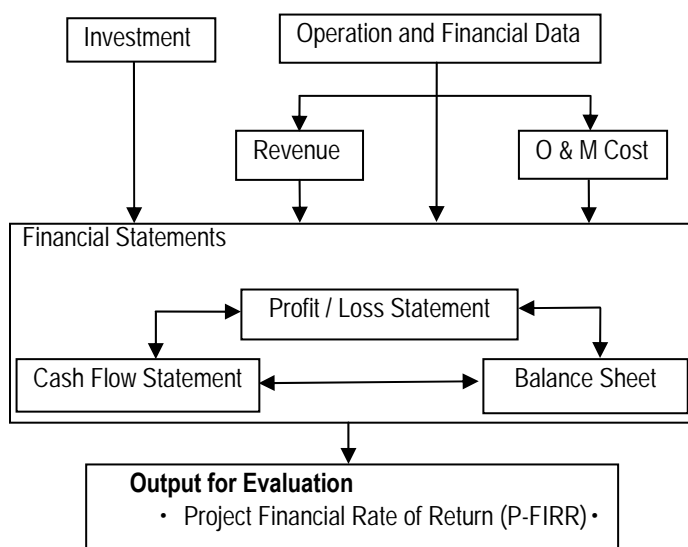 Investment
Operation and Financial Data
Revenue
O & M Cost
Financial Statements
Profit / Loss Statement
Cash Flow Statement
Balance Sheet
Output for Evaluation
・ Project Financial Rate of Return (P-FIRR)・